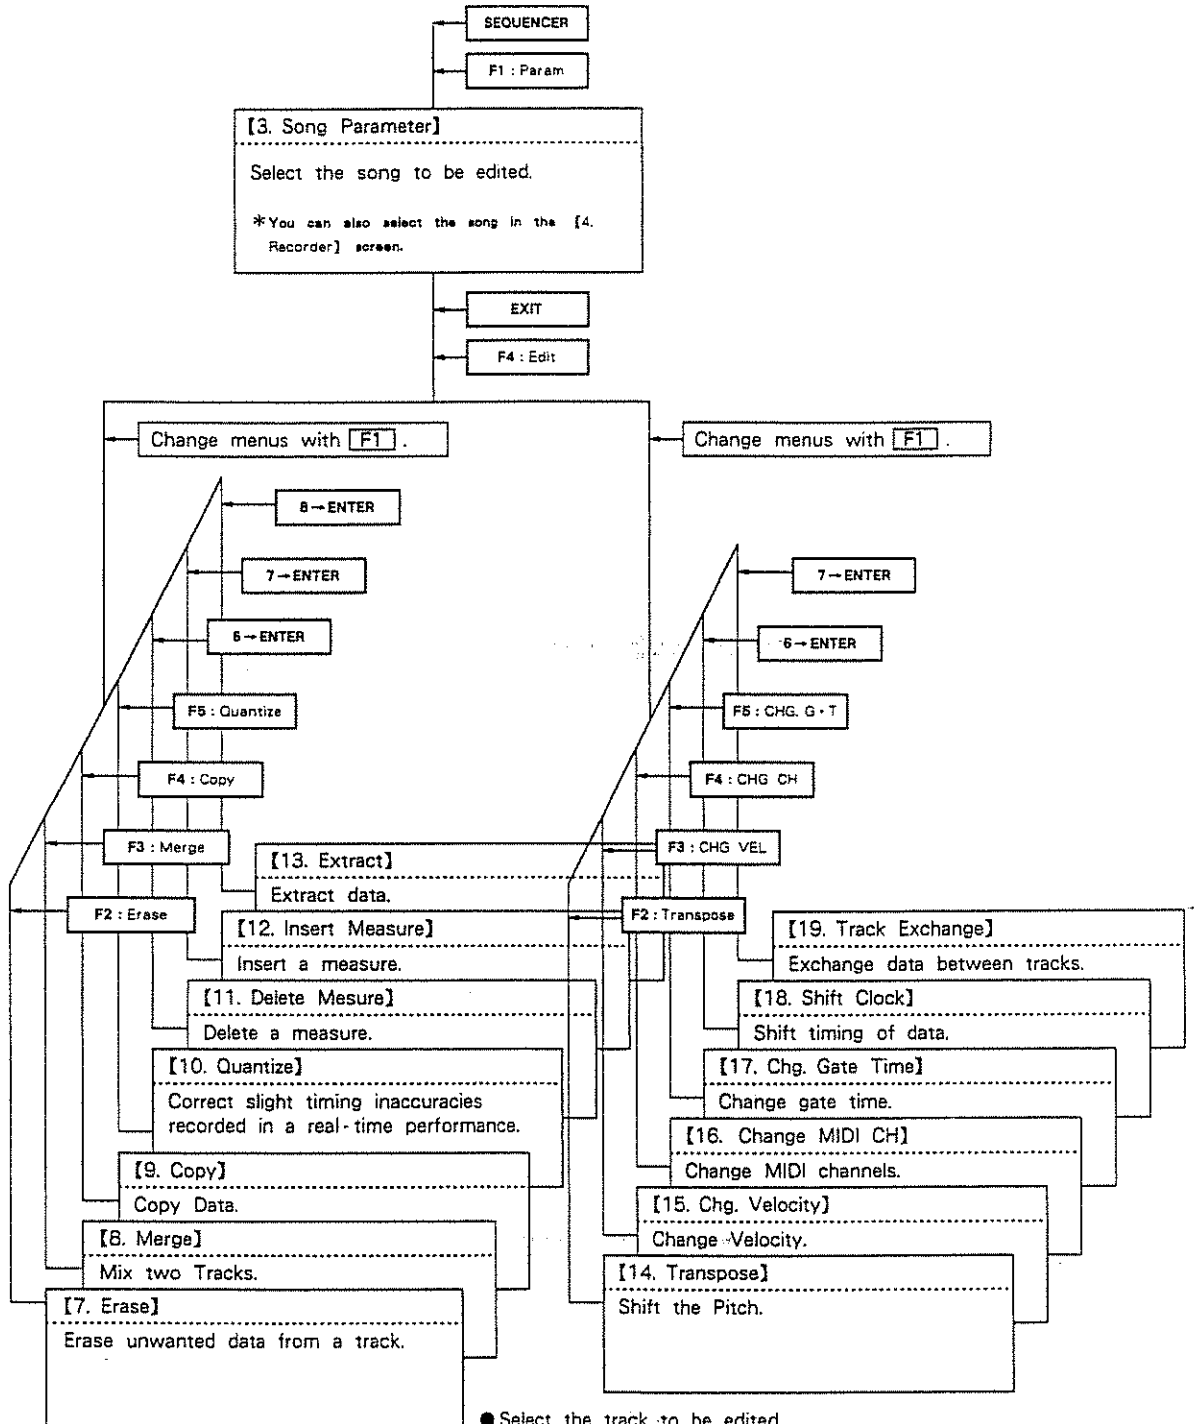 SEQUENCER
F1 : Param
【3. Song Parameter】
Select the song to be edited.
*You can also select the song in the 【4.
Recorder】 screen.
EXIT
F4 : Edit
Change menus with F1 .
Change menus with F1 .
8→ENTER
7→ENTER
6→ENTER
F5 : Quantize
F4 : Copy
F3 : Merge
F2 : Erase
7→ENTER
6→ENTER
F5 : CHG. G・T
F4 : CHG CH
F3 : CHG VEL
F2 : Transpose
【13. Extract】
Extract data.
【12. Insert Measure】
Insert a measure.
【11. Delete Mesure】
Delete a measure.
【10. Quantize】
Correct slight timing inaccuracies
recorded in a real-time performance.
【9. Copy】
Copy Data.
【8. Merge】
Mix two Tracks.
【7. Erase】
Erase unwanted data from a track.
【19. Track Exchange】
Exchange data between tracks.
【18. Shift Clock】
Shift timing of data.
【17. Chg. Gate Time】
Change gate time.
【16. Change MIDI CH】
Change MIDI channels.
【15. Chg. Velocity】
Change Velocity.
【14. Transpose】
Shift the Pitch.
●Select the track to be edited